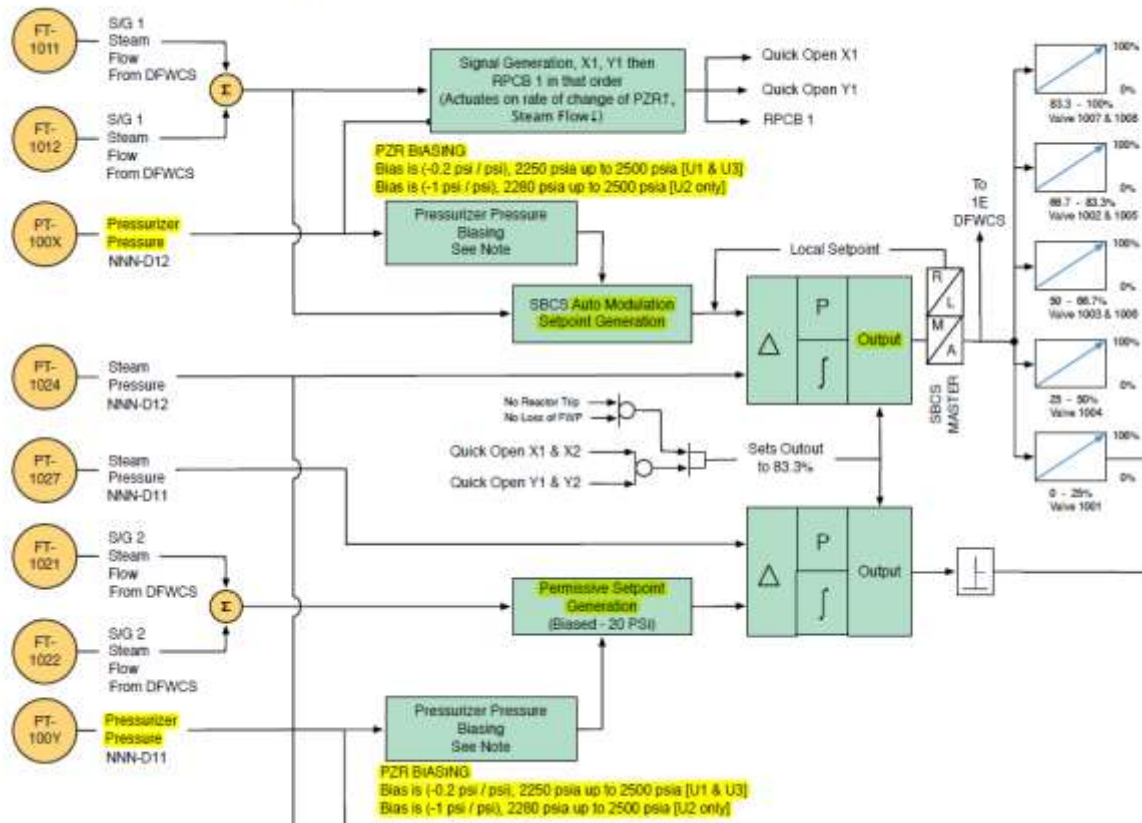 FT-
1011
S/G 1
Steam
Flow
From DFWCS
FT-
1012
S/G 1
Steam
Flow
From DFWCS
Σ
Signal Generation, X1, Y1 then
RPCB 1 in that order
(Actuates on rate of change of PZR↑,
Steam Flow↓)
Quick Open X1
Quick Open Y1
RPCB 1
PZR BIASING
Bias is (-0.2 psi / psi), 2250 psia up to 2500 psia [U1 & U3]
Bias is (-1 psi / psi), 2280 psia up to 2500 psia [U2 only]
PT-
100X
Pressurizer
Pressure
NNN-D12
Pressurizer Pressure
Biasing
See Note
SBCS Auto Modulation
Setpoint Generation
Local Setpoint
Δ
P
∫
Output
R
L
M
A
SBCS
MASTER
To
1E
DFWCS
100%
0%
83.3 - 100%
Valve 1007 & 1008
100%
0%
66.7 - 83.3%
Valve 1002 & 1005
100%
0%
50 - 66.7%
Valve 1003 & 1006
100%
0%
25 - 50%
Valve 1004
100%
0%
0 - 25%
Valve 1001
PT-
1024
Steam
Pressure
NNN-D12
No Reactor Trip
No Loss of FWP
Quick Open X1 & X2
Quick Open Y1 & Y2
Sets Outout
to 83.3%
PT-
1027
Steam
Pressure
NNN-D11
FT-
1021
S/G 2
Steam
Flow
From DFWCS
Σ
FT-
1022
S/G 2
Steam
Flow
From DFWCS
Permissive Setpoint
Generation
(Biased - 20 PSI)
Δ
P
∫
Output
PT-
100Y
Pressurizer
Pressure
NNN-D11
Pressurizer Pressure
Biasing
See Note
PZR BIASING
Bias is (-0.2 psi / psi), 2250 psia up to 2500 psia [U1 & U3]
Bias is (-1 psi / psi), 2280 psia up to 2500 psia [U2 only]